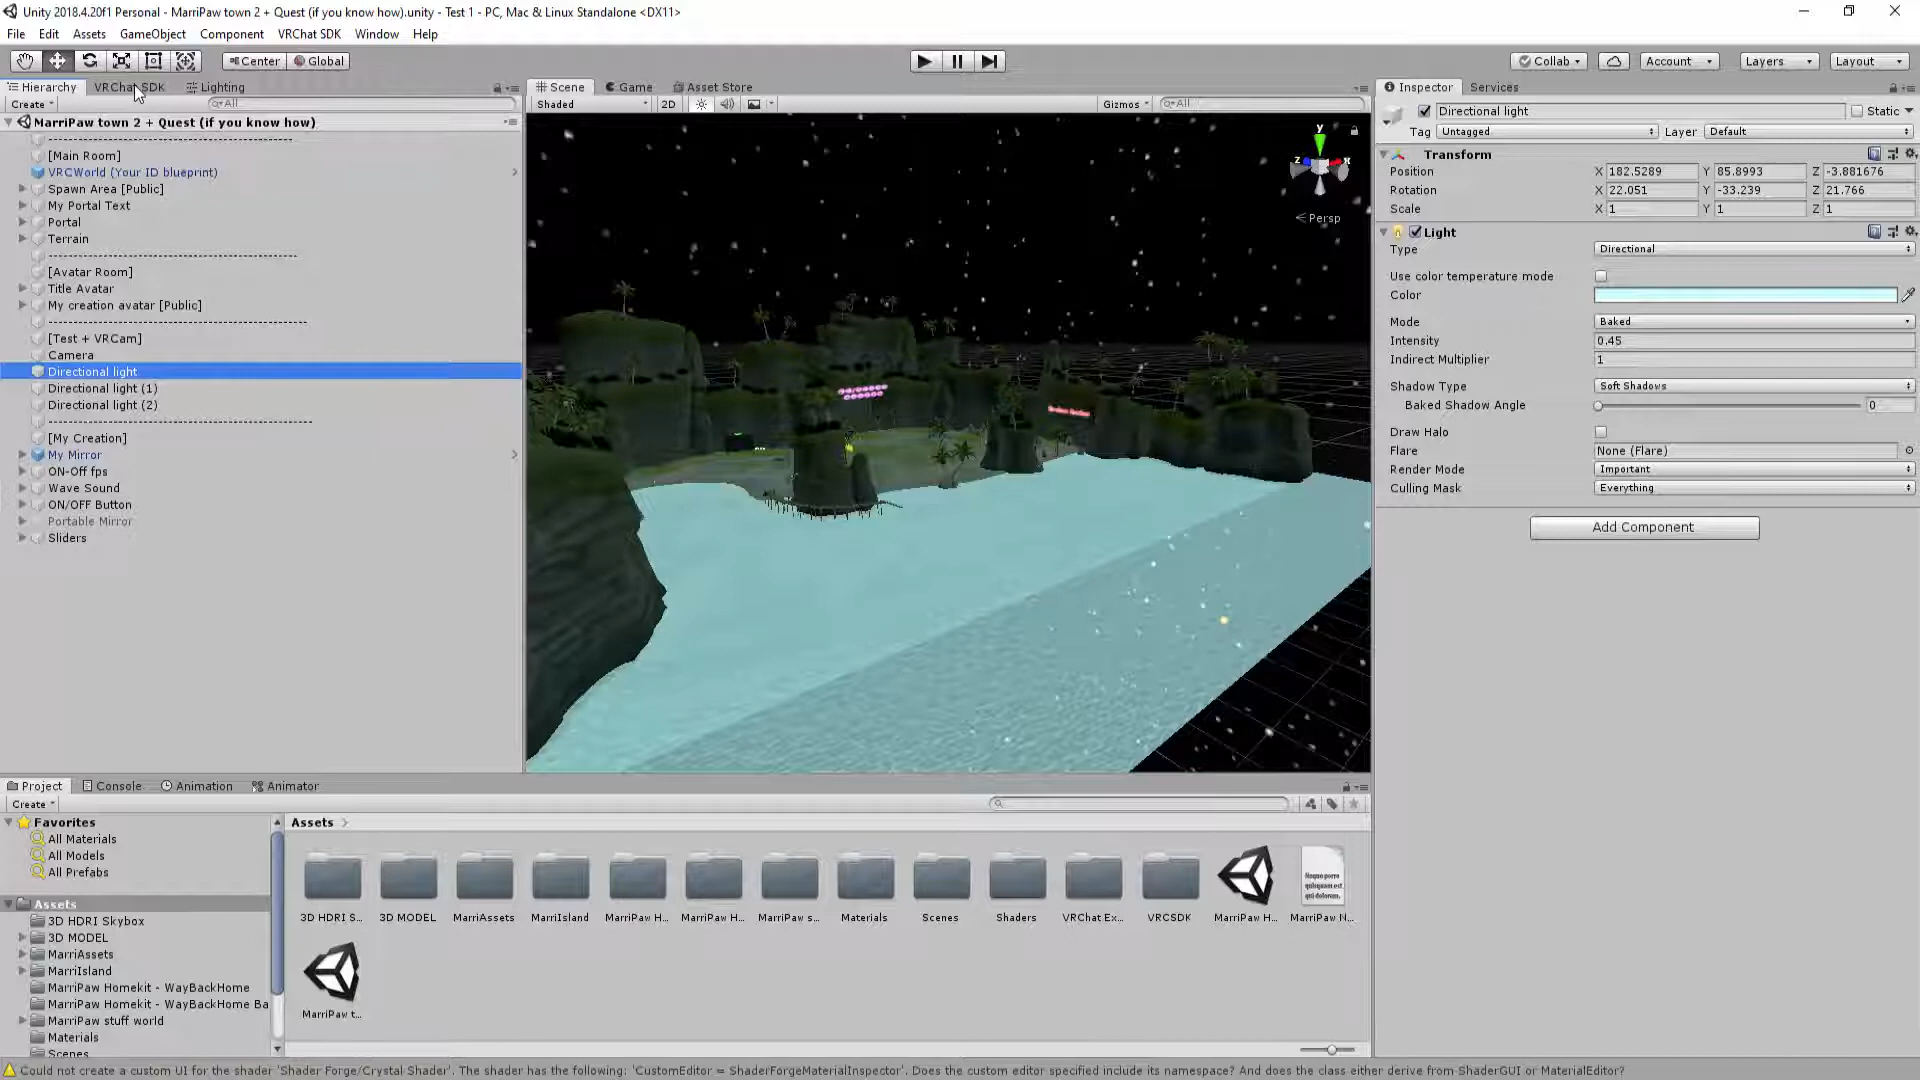 Unity 2018.4.20f1 Personal - MarriPaw town 2 + Quest (if you know how).unity - Test 1 - PC, Mac & Linux Standalone <DX11>
File Edit Assets GameObject Component VRChat SDK Window Help
Center Global Collab Account Layers Layout
Hierarchy VRChat SDK Lighting
Create All
MarriPaw town 2 + Quest (if you know how)
[Main Room]
VRCWorld (Your ID blueprint)
Spawn Area [Public]
My Portal Text
Portal
Terrain
[Avatar Room]
Title Avatar
My creation avatar [Public]
[Test + VRCam]
Camera
Directional light
Directional light (1)
Directional light (2)
[My Creation]
My Mirror
ON-Off fps
Wave Sound
ON/OFF Button
Portable Mirror
Sliders
Scene Game Asset Store
Shaded 2D Gizmos All
y
z x
Persp
Inspector Services
Directional light Static
Tag Untagged Layer Default
Transform
Position X 182.5289 Y 85.8993 Z -3.881676
Rotation X 22.051 Y -33.239 Z 21.766
Scale X 1 Y 1 Z 1
Light
Type Directional
Use color temperature mode
Color
Mode Baked
Intensity 0.45
Indirect Multiplier 1
Shadow Type Soft Shadows
Baked Shadow Angle 0
Draw Halo
Flare None (Flare)
Render Mode Important
Culling Mask Everything
Add Component
Project Console Animation Animator
Create
Favorites
All Materials
All Models
All Prefabs
Assets
3D HDRI Skybox
3D MODEL
MarriAssets
MarriIsland
MarriPaw Homekit - WayBackHome
MarriPaw Homekit - WayBackHome Ba
MarriPaw stuff world
Materials
Scenes
Assets
3D HDRI S... 3D MODEL MarriAssets MarriIsland MarriPaw H... MarriPaw H... MarriPaw s... Materials Scenes Shaders VRChat Ex... VRCSDK MarriPaw H... MarriPaw N...
MarriPaw t...
Could not create a custom UI for the shader 'Shader Forge/Crystal Shader'. The shader has the following: 'CustomEditor = ShaderForgeMaterialInspector'. Does the custom editor specified include its namespace? And does the class either derive from ShaderGUI or MaterialEditor?